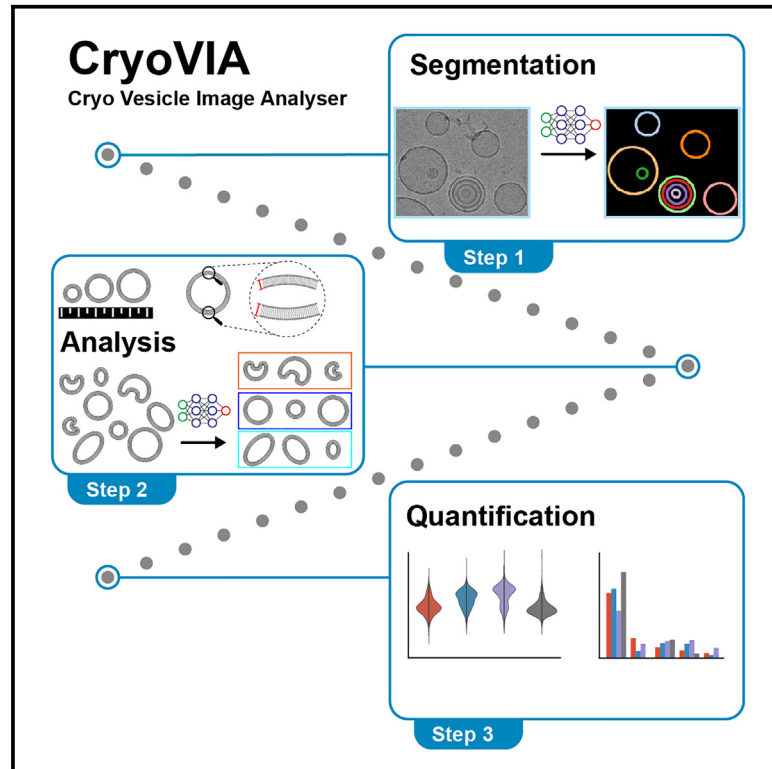 CryoVIA
Cryo Vesicle Image Analyser
Segmentation
Step 1
Analysis
Step 2
Quantification
Step 3